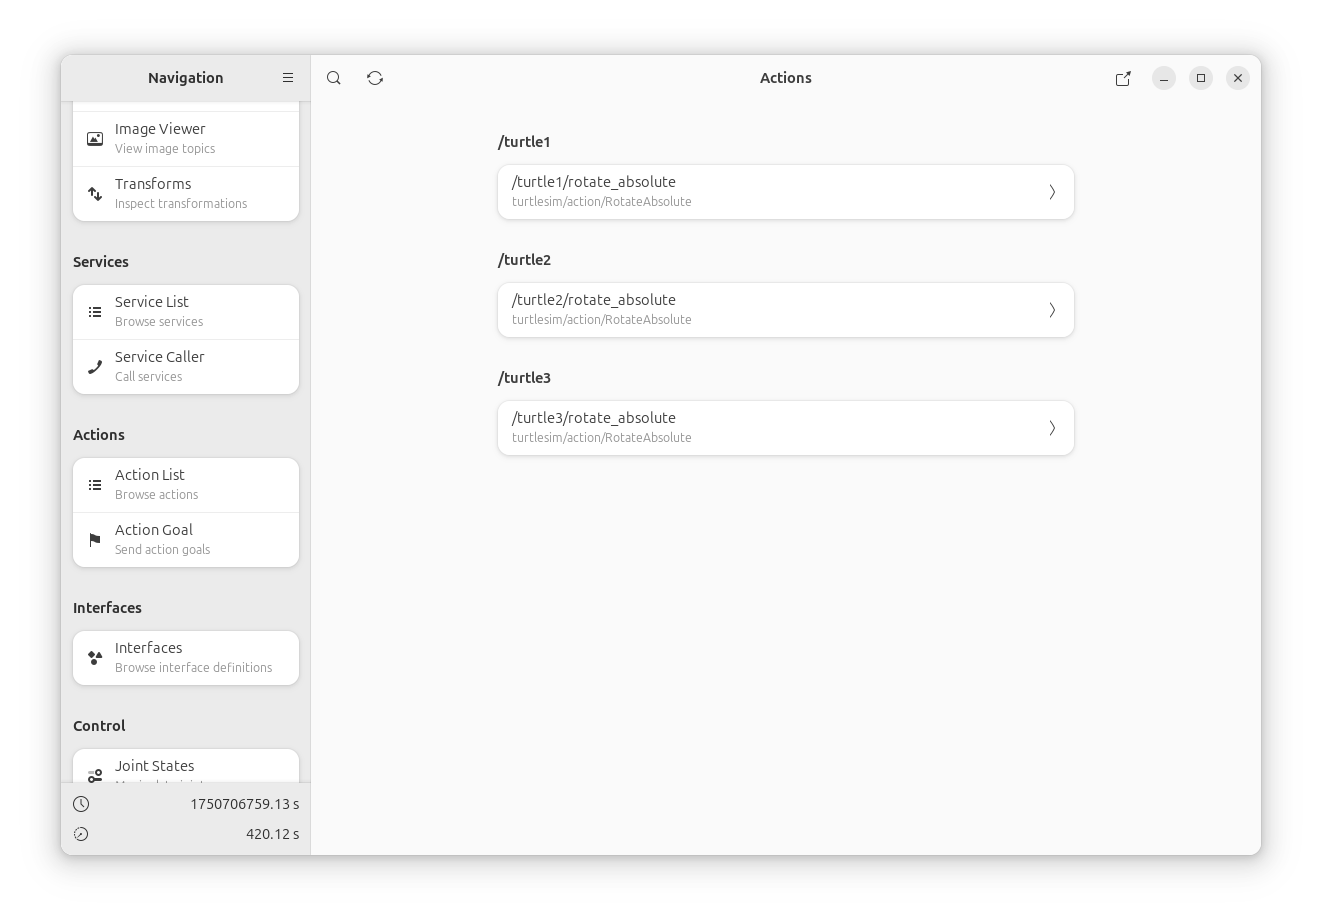 Navigation
Image Viewer
View image topics
Transforms
Inspect transformations
Services
Service List
Browse services
Service Caller
Call services
Actions
Action List
Browse actions
Action Goal
Send action goals
Interfaces
Interfaces
Browse interface definitions
Control
Joint States
1750706759.13 s
420.12 s
Actions
/turtle1
/turtle1/rotate_absolute
turtlesim/action/RotateAbsolute
/turtle2
/turtle2/rotate_absolute
turtlesim/action/RotateAbsolute
/turtle3
/turtle3/rotate_absolute
turtlesim/action/RotateAbsolute